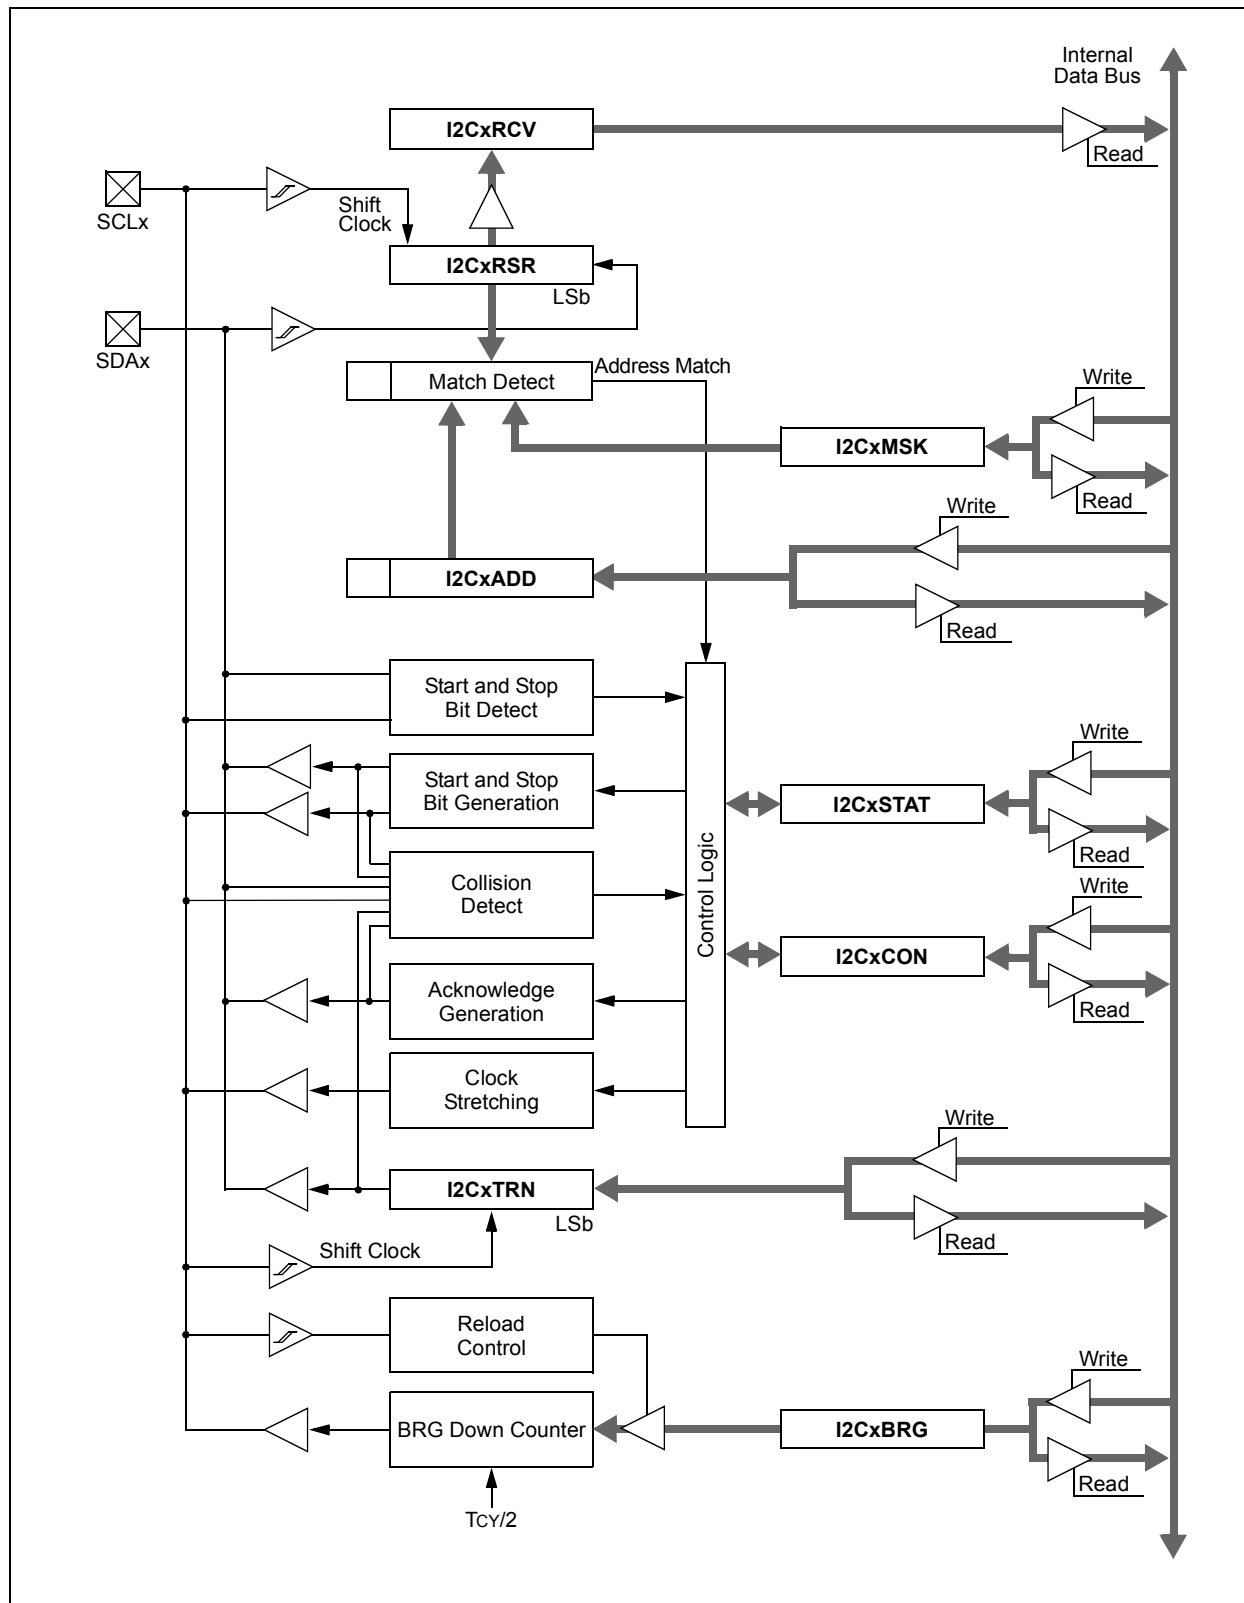 Internal
Data Bus
I2CxRCV
Read
SCLx
Shift
Clock
I2CxRSR
LSb
SDAx
Address Match
Match Detect
Write
I2CxMSK
Read
Write
I2CxADD
Read
Start and Stop
Bit Detect
Write
Start and Stop
Bit Generation
I2CxSTAT
Read
Control Logic
Collision
Detect
Write
I2CxCON
Read
Acknowledge
Generation
Clock
Stretching
Write
I2CxTRN
LSb
Read
Shift Clock
Reload
Control
Write
BRG Down Counter
I2CxBRG
Read
TCY/2